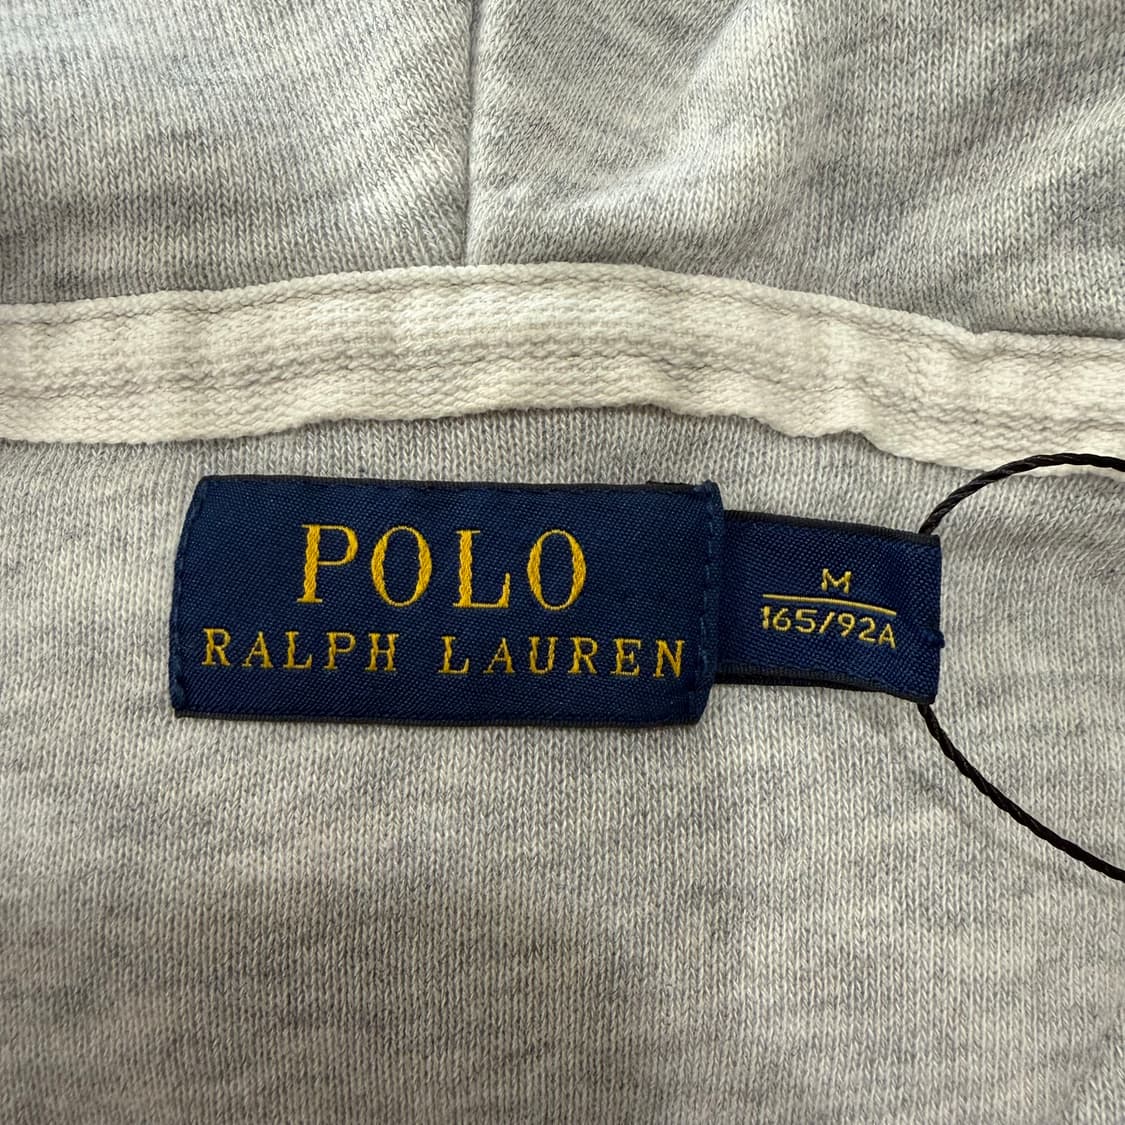 POLO
RALPH LAUREN
M
165/92A